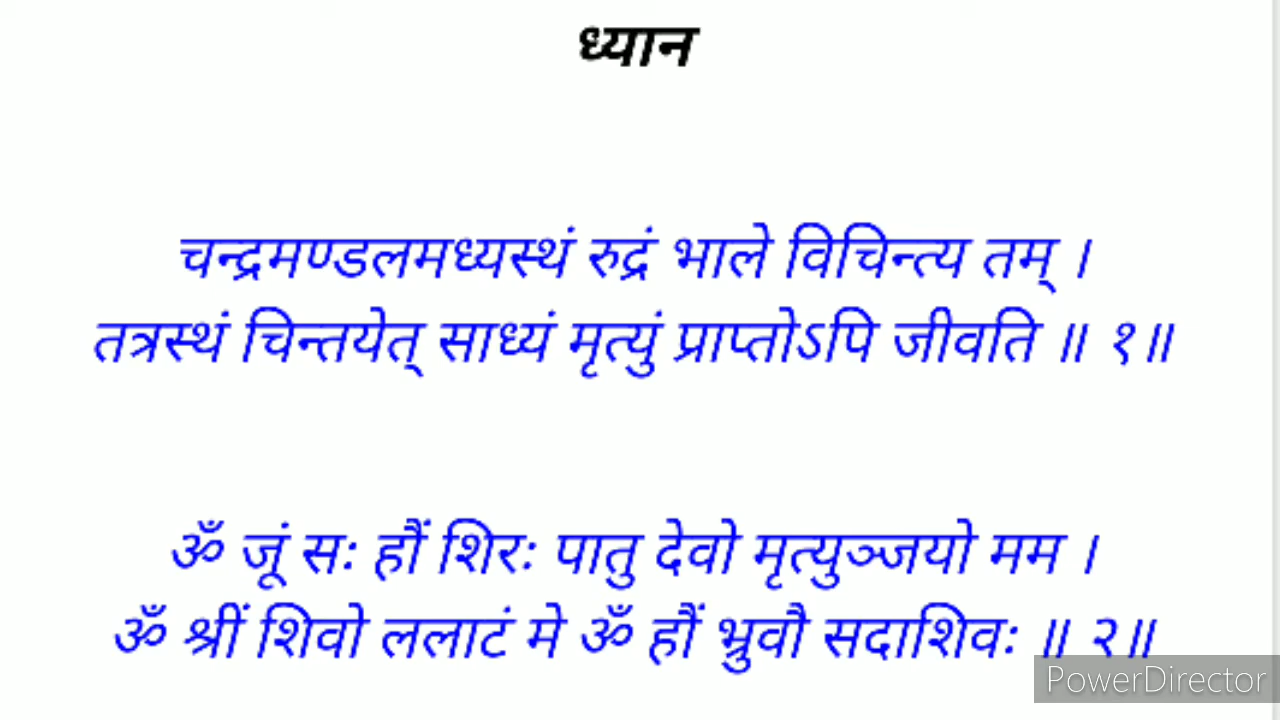 ध्यान
चन्द्रमण्डलमध्यस्थं रुद्रं भाले विचिन्त्य तम् ।
तत्रस्थं चिन्तयेत् साध्यं मृत्युं प्राप्तोऽपि जीवति ॥ १॥
ॐ जूं सः हौं शिरः पातु देवो मृत्युञ्जयो मम ।
ॐ श्रीं शिवो ललाटं मे ॐ हौं भ्रुवौ सदाशिवः ॥ २॥
PowerDirector